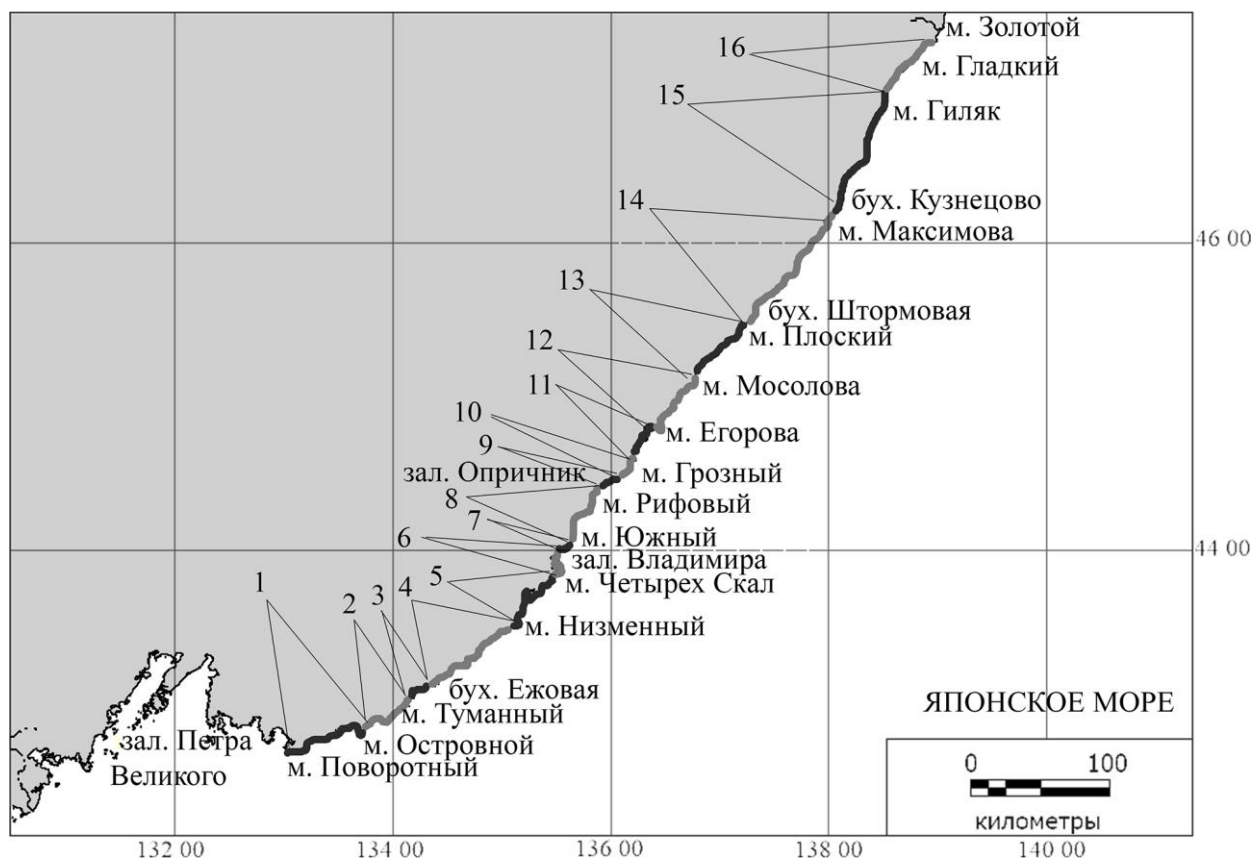 м. Золотой
16
м. Гладкий
15
м. Гиляк
бух. Кузнецово
14
м. Максимова
46 00
13
бух. Штормовая
м. Плоский
12
м. Мосолова
11
10
м. Егорова
9
зал. Опричник
м. Грозный
8
м. Рифовый
7
6
м. Южный
44 00
зал. Владимира
5
м. Четырех Скал
4
1
3
2
м. Низменный
бух. Ежовая
ЯПОНСКОЕ МОРЕ
м. Туманный
зал. Петра
Великого
м. Островной
м. Поворотный
0 100
километры
132 00 134 00 136 00 138 00 140 00